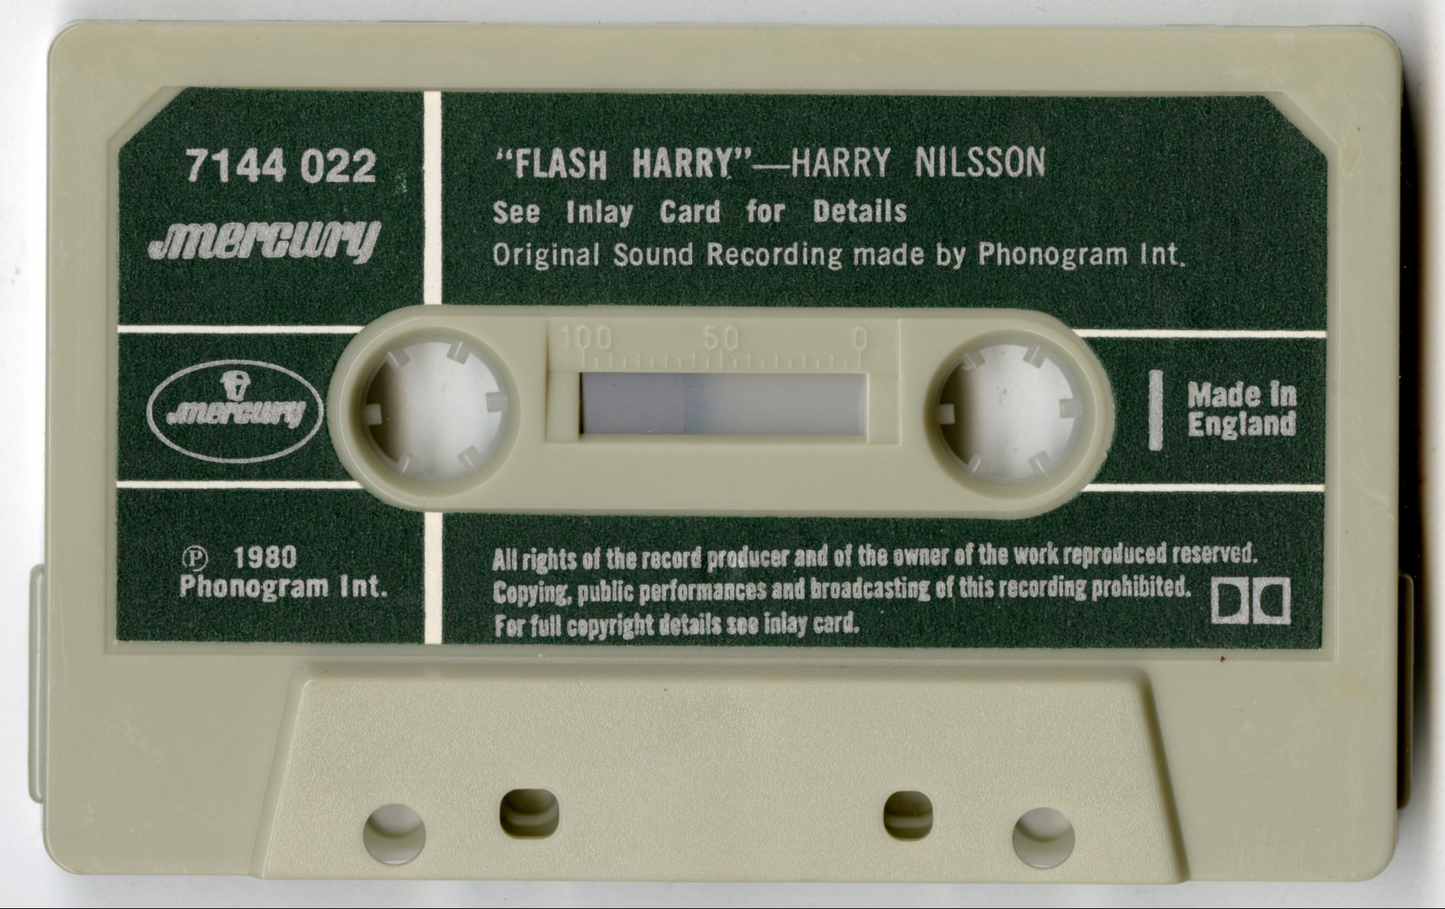 7144 022
mercury
"FLASH HARRY"—HARRY NILSSON
See Inlay Card for Details
Original Sound Recording made by Phonogram Int.
100 50 0
mercury
Made in
England
Ⓟ 1980
Phonogram Int.
All rights of the record producer and of the owner of the work reproduced reserved.
Copying, public performances and broadcasting of this recording prohibited.
For full copyright details see inlay card.